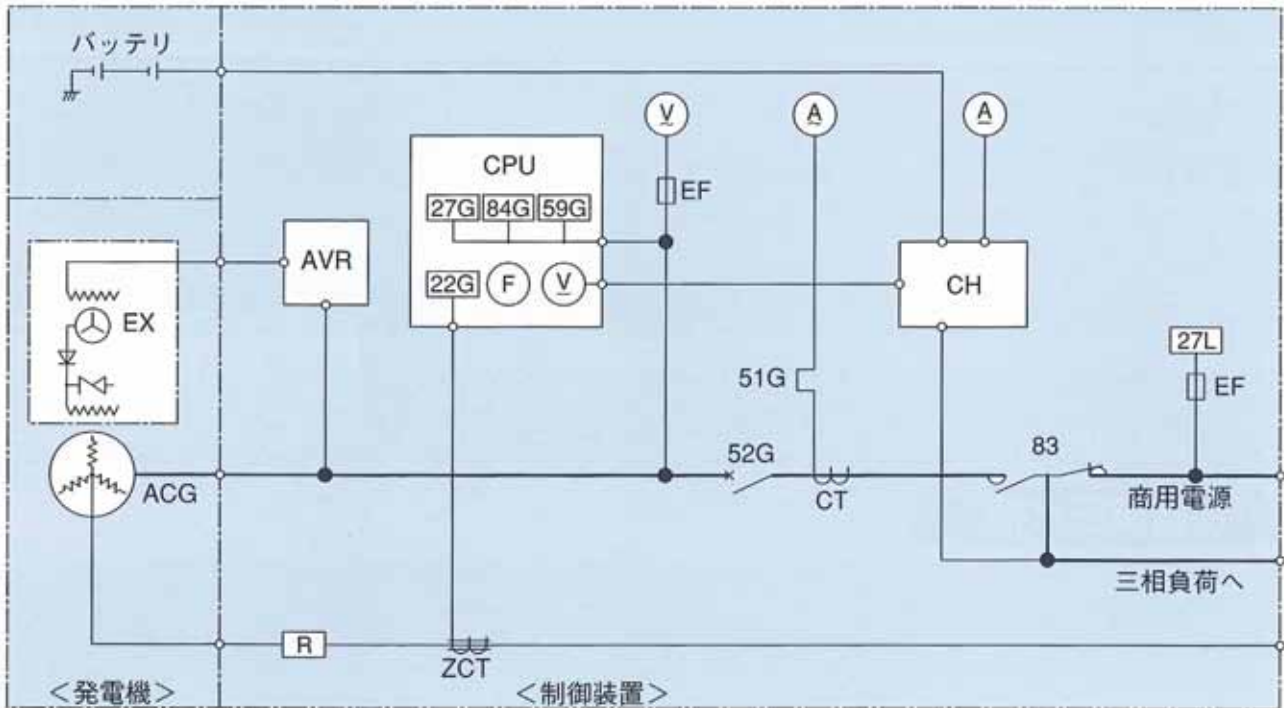 バッテリ
V
A
A
CPU
27G 84G 59G
EF
AVR
22G F V
CH
EX
27L
EF
51G
52G
83
ACG
CT
商用電源
三相負荷へ
R
ZCT
＜発電機＞
＜制御装置＞